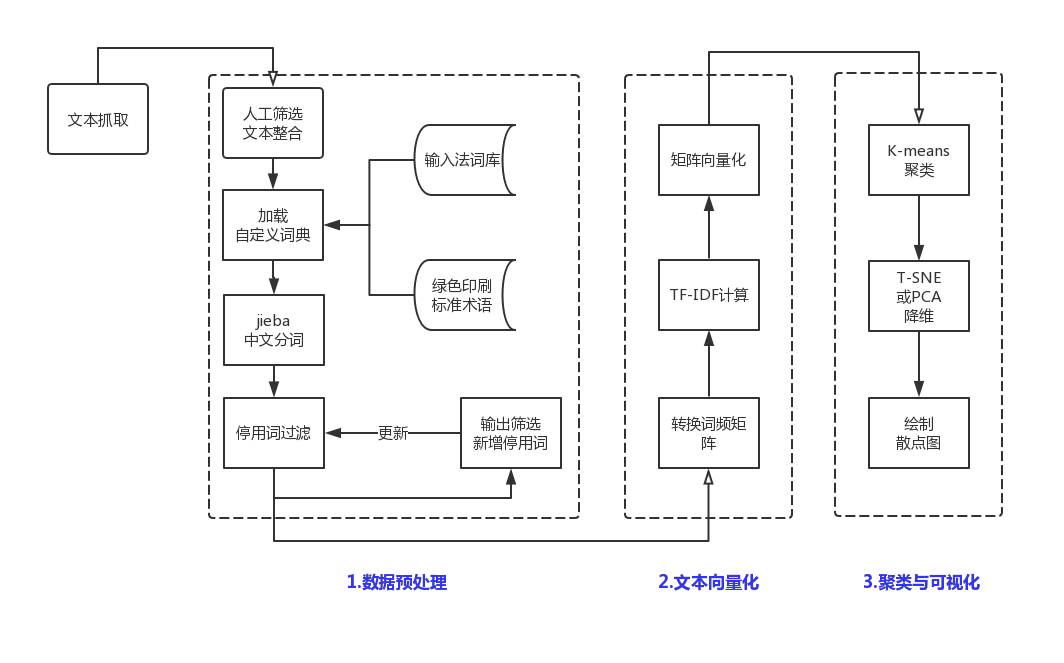 文本抓取
人工筛选
文本整合
加载
自定义词典
输入法词库
绿色印刷
标准术语
jieba
中文分词
停用词过滤
更新
输出筛选
新增停用词
1.数据预处理
矩阵向量化
TF-IDF计算
转换词频矩
阵
2.文本向量化
K-means
聚类
T-SNE
或PCA
降维
绘制
散点图
3.聚类与可视化